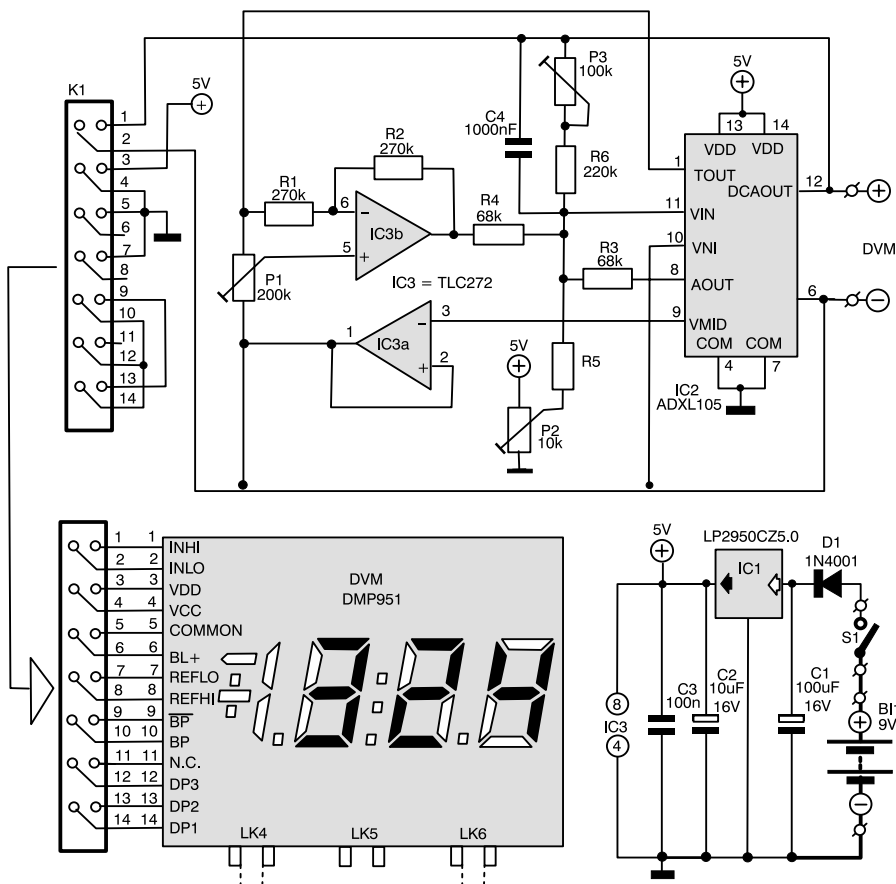 K1
5V
1
2
3
4
5
6
7
8
9
10
11
12
13
14
R1
270k
R2
270k
6
5
IC3b
P1
200k
IC3 = TLC272
R4
68k
1
IC3a
3
2
C4
1000nF
P3
100k
R6
220k
R3
68k
R5
5V
P2
10k
5V
13
14
VDD
VDD
1
TOUT
DCAOUT
12
11
VIN
10
VNI
8
AOUT
6
9
VMID
COM
COM
4
7
IC2
ADXL105
DVM
1 1 INHI
2 2 INLO
3 3 VDD
4 4 VCC
5 5 COMMON
6 6 BL+
7 7 REFLO
8 8 REFHI
9 9 BP
10 10 BP
11 11 N.C.
12 12 DP3
13 13 DP2
14 14 DP1
DVM
DMP951
LK4
LK5
LK6
5V
LP2950CZ5.0
IC1
D1
1N4001
S1
8
IC3
4
C3
100n
C2
10uF
16V
C1
100uF
16V
9V